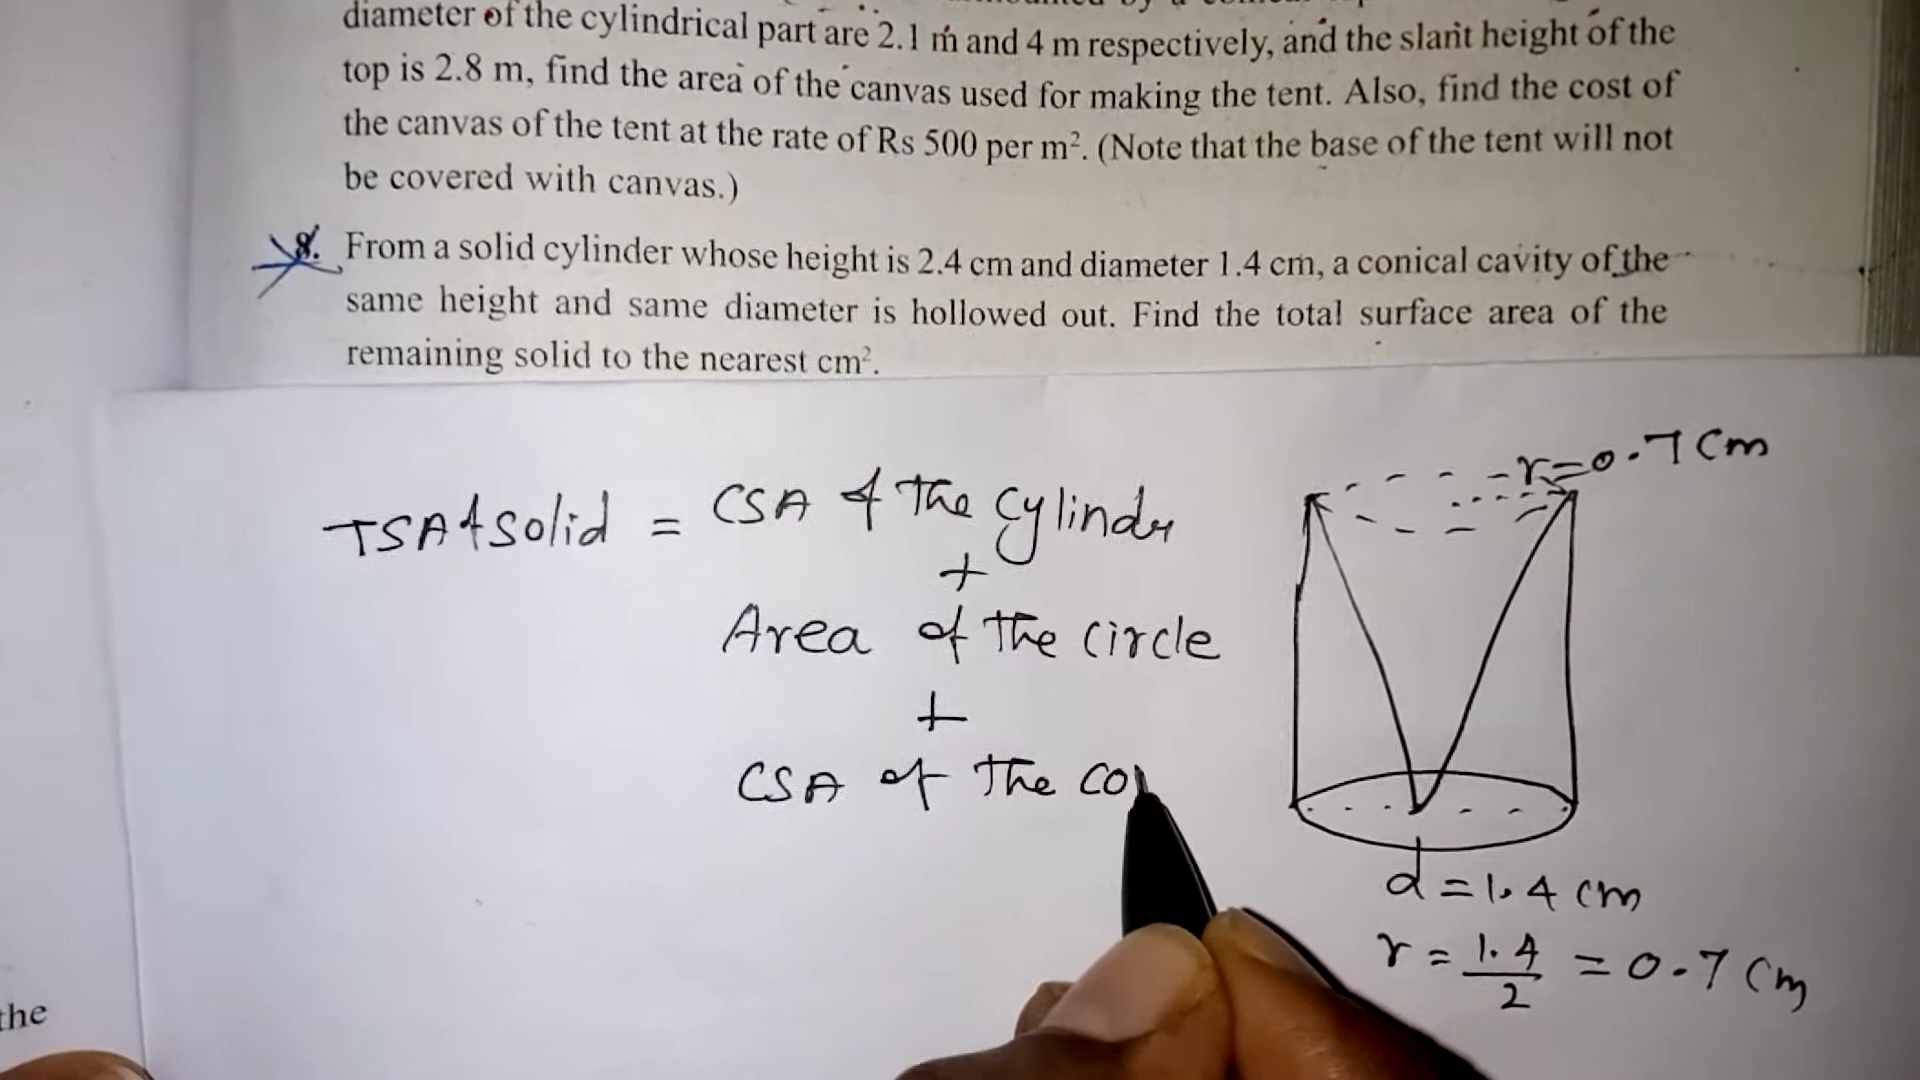 diameter of the cylindrical part are 2.1 m and 4 m respectively, and the slant height of the
top is 2.8 m, find the area of the canvas used for making the tent. Also, find the cost of
the canvas of the tent at the rate of Rs 500 per m². (Note that the base of the tent will not
be covered with canvas.)
8. From a solid cylinder whose height is 2.4 cm and diameter 1.4 cm, a conical cavity of the
same height and same diameter is hollowed out. Find the total surface area of the
remaining solid to the nearest cm².
r=0.7 cm
TSA of solid = CSA of the cylinder
+
Area of the circle
+
CSA of the co
d=1.4 cm
r = 1.4/2 = 0.7 cm
the